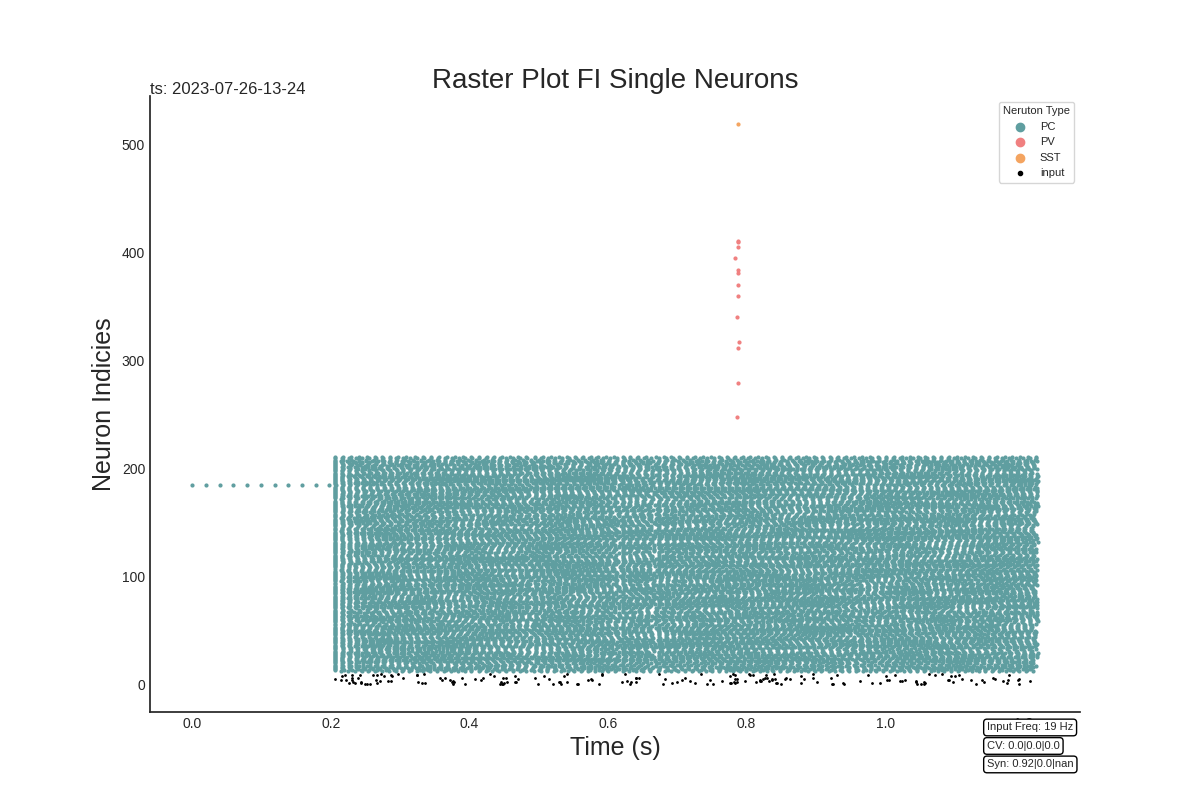 Raster Plot FI Single Neurons
ts: 2023-07-26-13-24
Neruton Type
PC
PV
SST
input
Neuron Indicies
500
400
300
200
100
0
0.0
0.2
0.4
0.6
0.8
1.0
Time (s)
Input Freq: 19 Hz
CV: 0.0|0.0|0.0
Syn: 0.92|0.0|nan